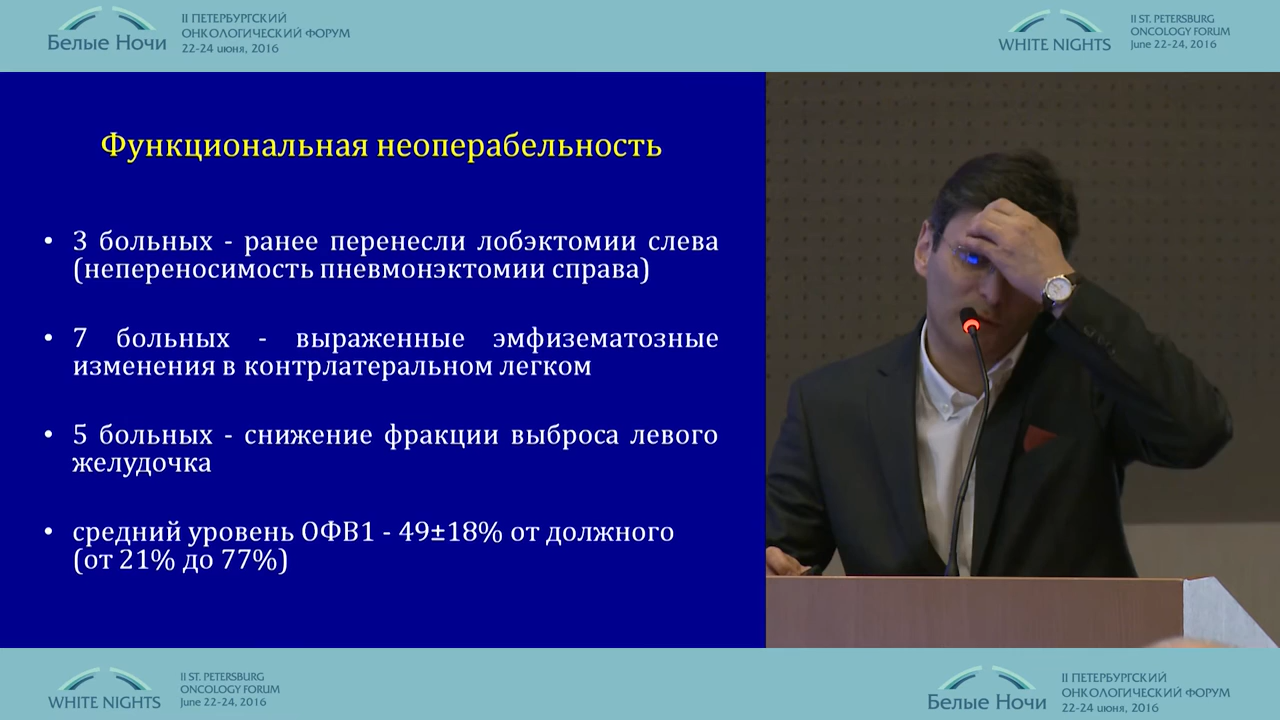 Белые Ночи
II ПЕТЕРБУРГСКИЙ
ОНКОЛОГИЧЕСКИЙ ФОРУМ
22-24 июня, 2016
WHITE NIGHTS
II ST. PETERSBURG
ONCOLOGY FORUM
June 22-24, 2016
Функциональная неоперабельность
• 3 больных - ранее перенесли лобэктомии слева
(непереносимость пневмонэктомии справа)
• 7 больных - выраженные эмфизематозные
изменения в контрлатеральном легком
• 5 больных - снижение фракции выброса левого
желудочка
• средний уровень ОФВ1 - 49±18% от должного
(от 21% до 77%)
WHITE NIGHTS
II ST. PETERSBURG
ONCOLOGY FORUM
June 22-24, 2016
Белые Ночи
II ПЕТЕРБУРГСКИЙ
ОНКОЛОГИЧЕСКИЙ ФОРУМ
22-24 июня, 2016